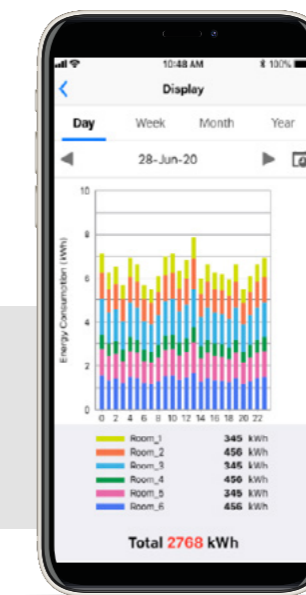 10:48 AM 100%
Display
Day Week Month Year
28-Jun-20
Energy Consumption (kWh)
10
8
6
4
2
0
0 2 4 6 8 10 12 14 16 18 20 22
Room_1 345 kWh
Room_2 456 kWh
Room_3 345 kWh
Room_4 456 kWh
Room_5 345 kWh
Room_6 456 kWh
Total 2768 kWh